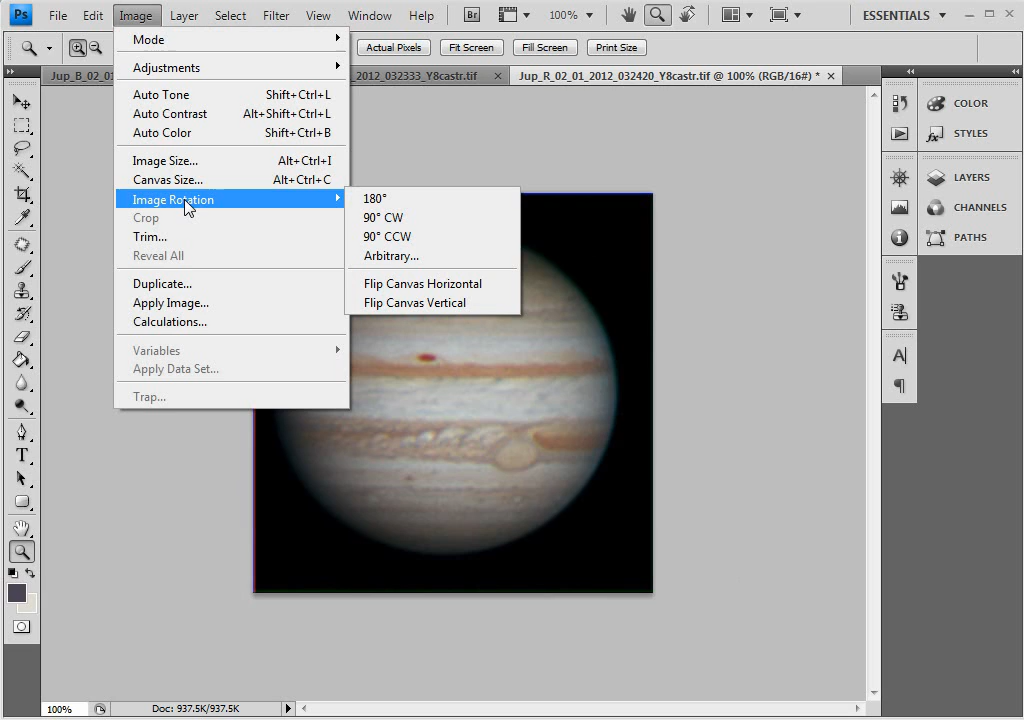 Ps File Edit Image Layer Select Filter View Window Help Br 100% ESSENTIALS
Actual Pixels Fit Screen Fill Screen Print Size
Jup_B_02_01 _2012_032333_Y8castr.tif Jup_R_02_01_2012_032420_Y8castr.tif @ 100% (RGB/16#) *
Mode
Adjustments
Auto Tone Shift+Ctrl+L
Auto Contrast Alt+Shift+Ctrl+L
Auto Color Shift+Ctrl+B
Image Size... Alt+Ctrl+I
Canvas Size... Alt+Ctrl+C
Image Rotation
Crop
Trim...
Reveal All
Duplicate...
Apply Image...
Calculations...
Variables
Apply Data Set...
Trap...
180°
90° CW
90° CCW
Arbitrary...
Flip Canvas Horizontal
Flip Canvas Vertical
COLOR
STYLES
LAYERS
CHANNELS
PATHS
A
T
100% Doc: 937.5K/937.5K